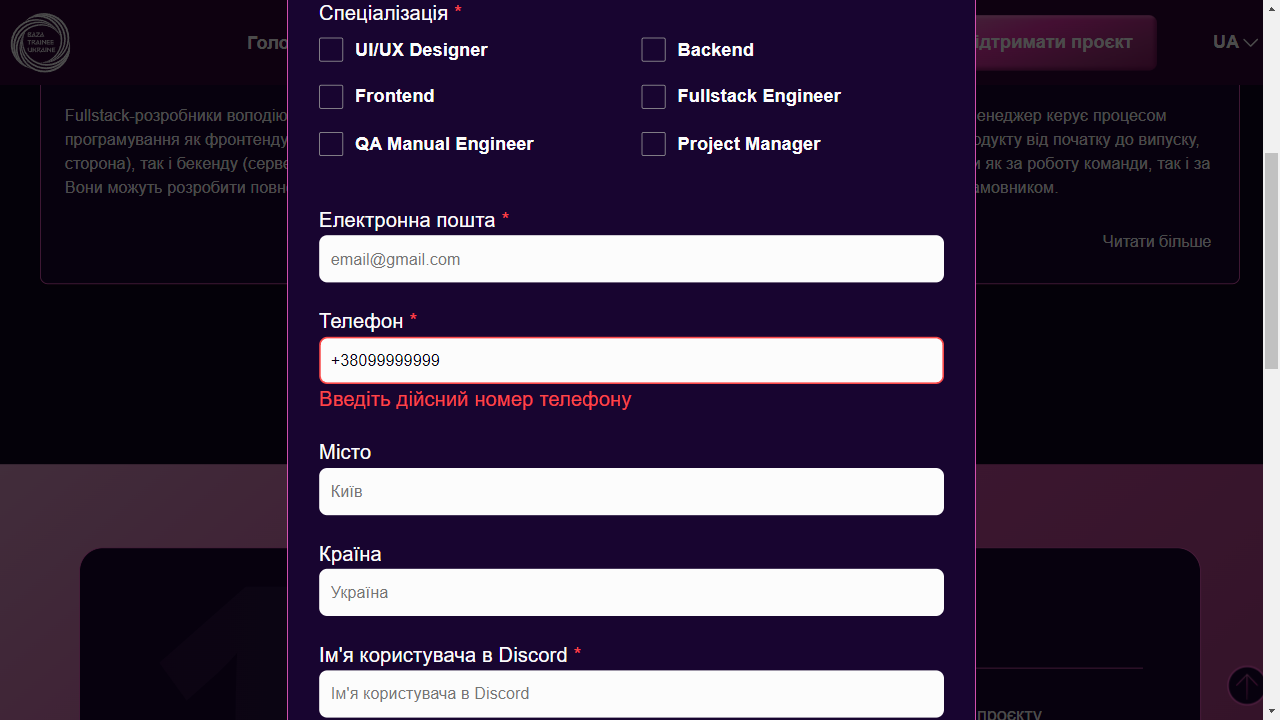 Спеціалізація *
BAZA
TRAINEE
UKRAINE
Голо
ідтримати проєкт
UA
UI/UX Designer
Backend
Frontend
Fullstack Engineer
QA Manual Engineer
Project Manager
Fullstack-розробники володію
програмування як фронтенду
сторона), так і бекенду (серве
Вони можуть розробити повн
енеджер керує процесом
одукту від початку до випуску,
и як за роботу команди, так і за
амовником.
Читати більше
Електронна пошта *
email@gmail.com
Телефон *
+38099999999
Введіть дійсний номер телефону
Місто
Київ
Країна
Україна
Ім'я користувача в Discord *
Ім'я користувача в Discord
1
проєкту